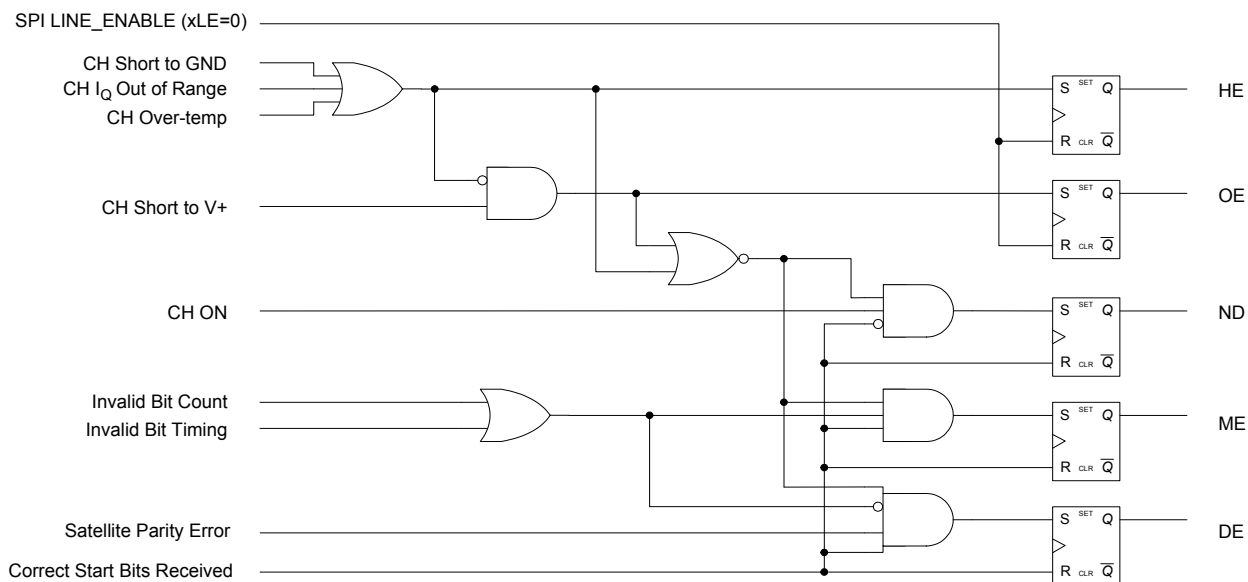 SPI LINE_ENABLE (xLE=0)
CH Short to GND
CH IQ Out of Range
CH Over-temp
S SET Q
HE
R CLR Q
CH Short to V+
S SET Q
OE
R CLR Q
CH ON
S SET Q
ND
R CLR Q
Invalid Bit Count
Invalid Bit Timing
S SET Q
ME
R CLR Q
Satellite Parity Error
S SET Q
DE
Correct Start Bits Received
R CLR Q